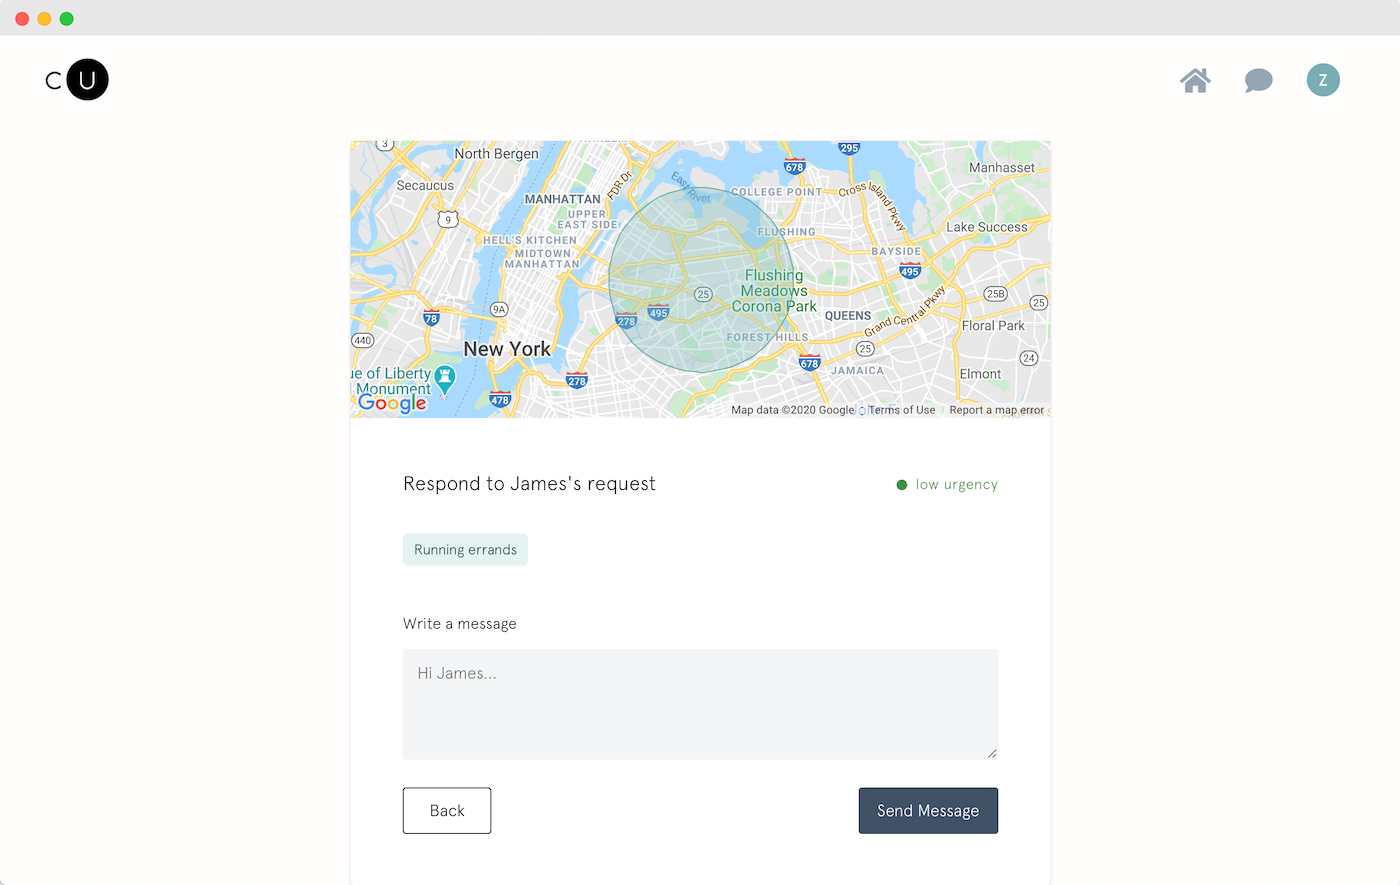 C U
Z
3
295
North Bergen
678
Manhasset
Secaucus
FDR Dr
East River
COLLEGE POINT
Cross Island Pkwy
MANHATTAN
9
UPPER
EAST SIDE
Lake Success
FLUSHING
HELL'S KITCHEN
MIDTOWN
MANHATTAN
BAYSIDE
495
Flushing
Meadows
Corona Park
25
25B
25
9A
78
278
495
QUEENS
Grand Central Pkwy
Floral Park
440
FOREST HILLS
New York
25
24
678
JAMAICA
ue of Liberty
Monument
278
Elmont
478
Google
Map data ©2020 Google
Terms of Use
Report a map error
Respond to James's request
low urgency
Running errands
Write a message
Hi James...
Back
Send Message